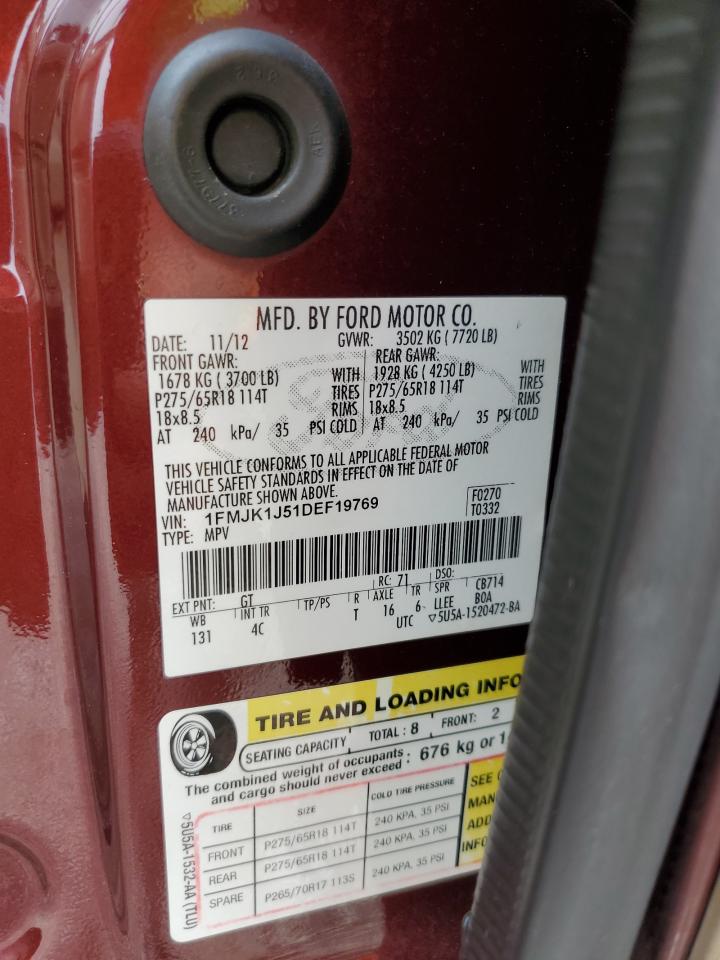 MFD. BY FORD MOTOR CO.
DATE: 11/12 GVWR: 3502 KG ( 7720 LB)
FRONT GAWR: REAR GAWR:
1678 KG ( 3700 LB) WITH 1928 KG ( 4250 LB) WITH
P275/65R18 114T TIRES P275/65R18 114T TIRES
18x8.5 RIMS 18x8.5 RIMS
AT 240 kPa/ 35 PSI COLD AT 240 kPa/ 35 PSI COLD
THIS VEHICLE CONFORMS TO ALL APPLICABLE FEDERAL MOTOR
VEHICLE SAFETY STANDARDS IN EFFECT ON THE DATE OF
MANUFACTURE SHOWN ABOVE.
VIN: 1FMJK1J51DEF19769 F0270
TYPE: MPV T0332
RC: 71 DSO:
EXT PNT: GT AXLE TR SPR CB714
WB INT TR TP/PS R 16 6 LLEE BOA
131 4C T UTC ▽5U5A-1520472-BA
TIRE AND LOADING INFO
SEATING CAPACITY TOTAL : 8 FRONT: 2
The combined weight of occupants
and cargo should never exceed : 676 kg or 1
TIRE SIZE COLD TIRE PRESSURE SEE
FRONT P275/65R18 114T 240 KPA, 35 PSI MAN
REAR P275/65R18 114T 240 KPA, 35 PSI ADD
SPARE P265/70R17 113S 240 KPA, 35 PSI INFO
▽5U5A-1532-AA (TLU)